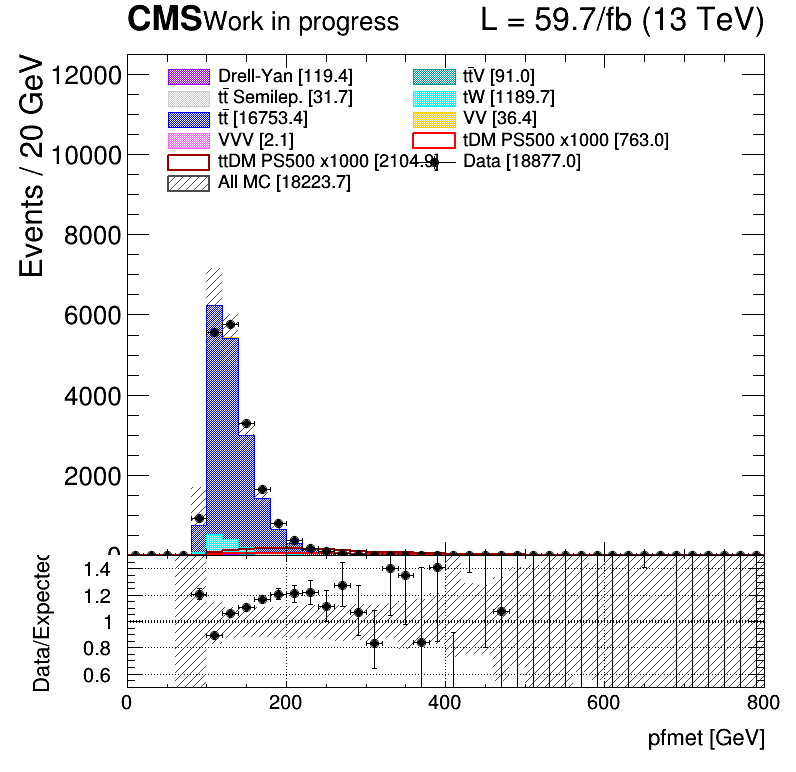 CMS Work in progress L = 59.7/fb (13 TeV)
Events / 20 GeV
12000
10000
8000
6000
4000
2000
0
Drell-Yan [119.4]
tt̄V [91.0]
tt̄ Semilep. [31.7]
tW [1189.7]
tt̄ [16753.4]
VV [36.4]
VVV [2.1]
tDM PS500 x1000 [763.0]
ttDM PS500 x1000 [2104.9]
Data [18877.0]
All MC [18223.7]
Data/Expected
1.4
1.2
1
0.8
0.6
0 200 400 600 800
pfmet [GeV]